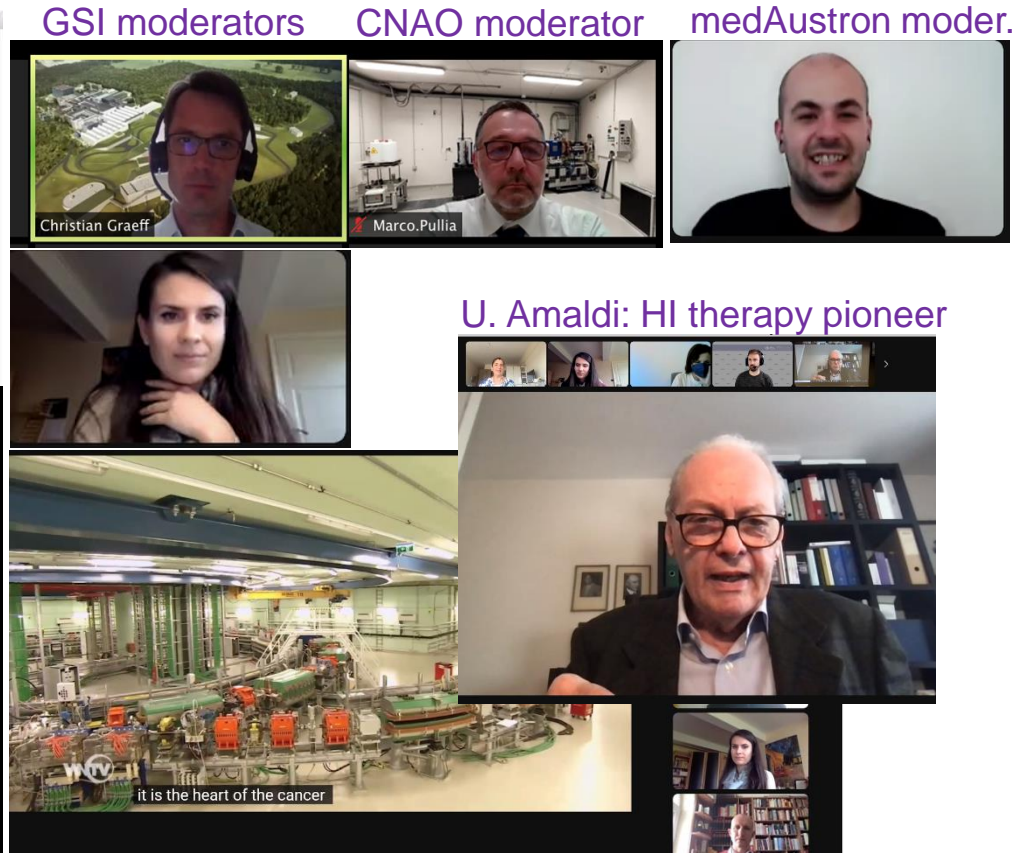 GSI moderators
CNAO moderator
medAustron moder.
Christian Graeff
Marco.Pullia
U. Amaldi: HI therapy pioneer
WNTV
it is the heart of the cancer